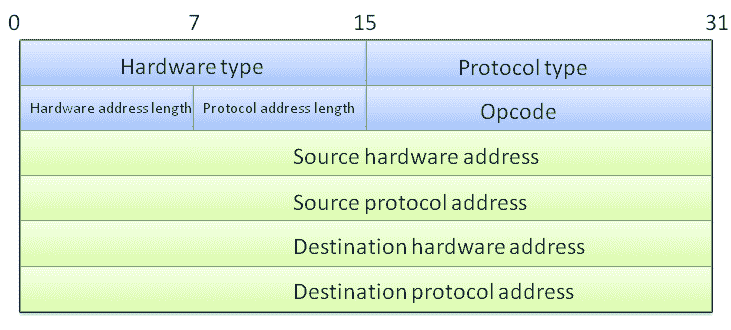 0 7 15 31
Hardware type Protocol type
Hardware address length Protocol address length Opcode
Source hardware address
Source protocol address
Destination hardware address
Destination protocol address